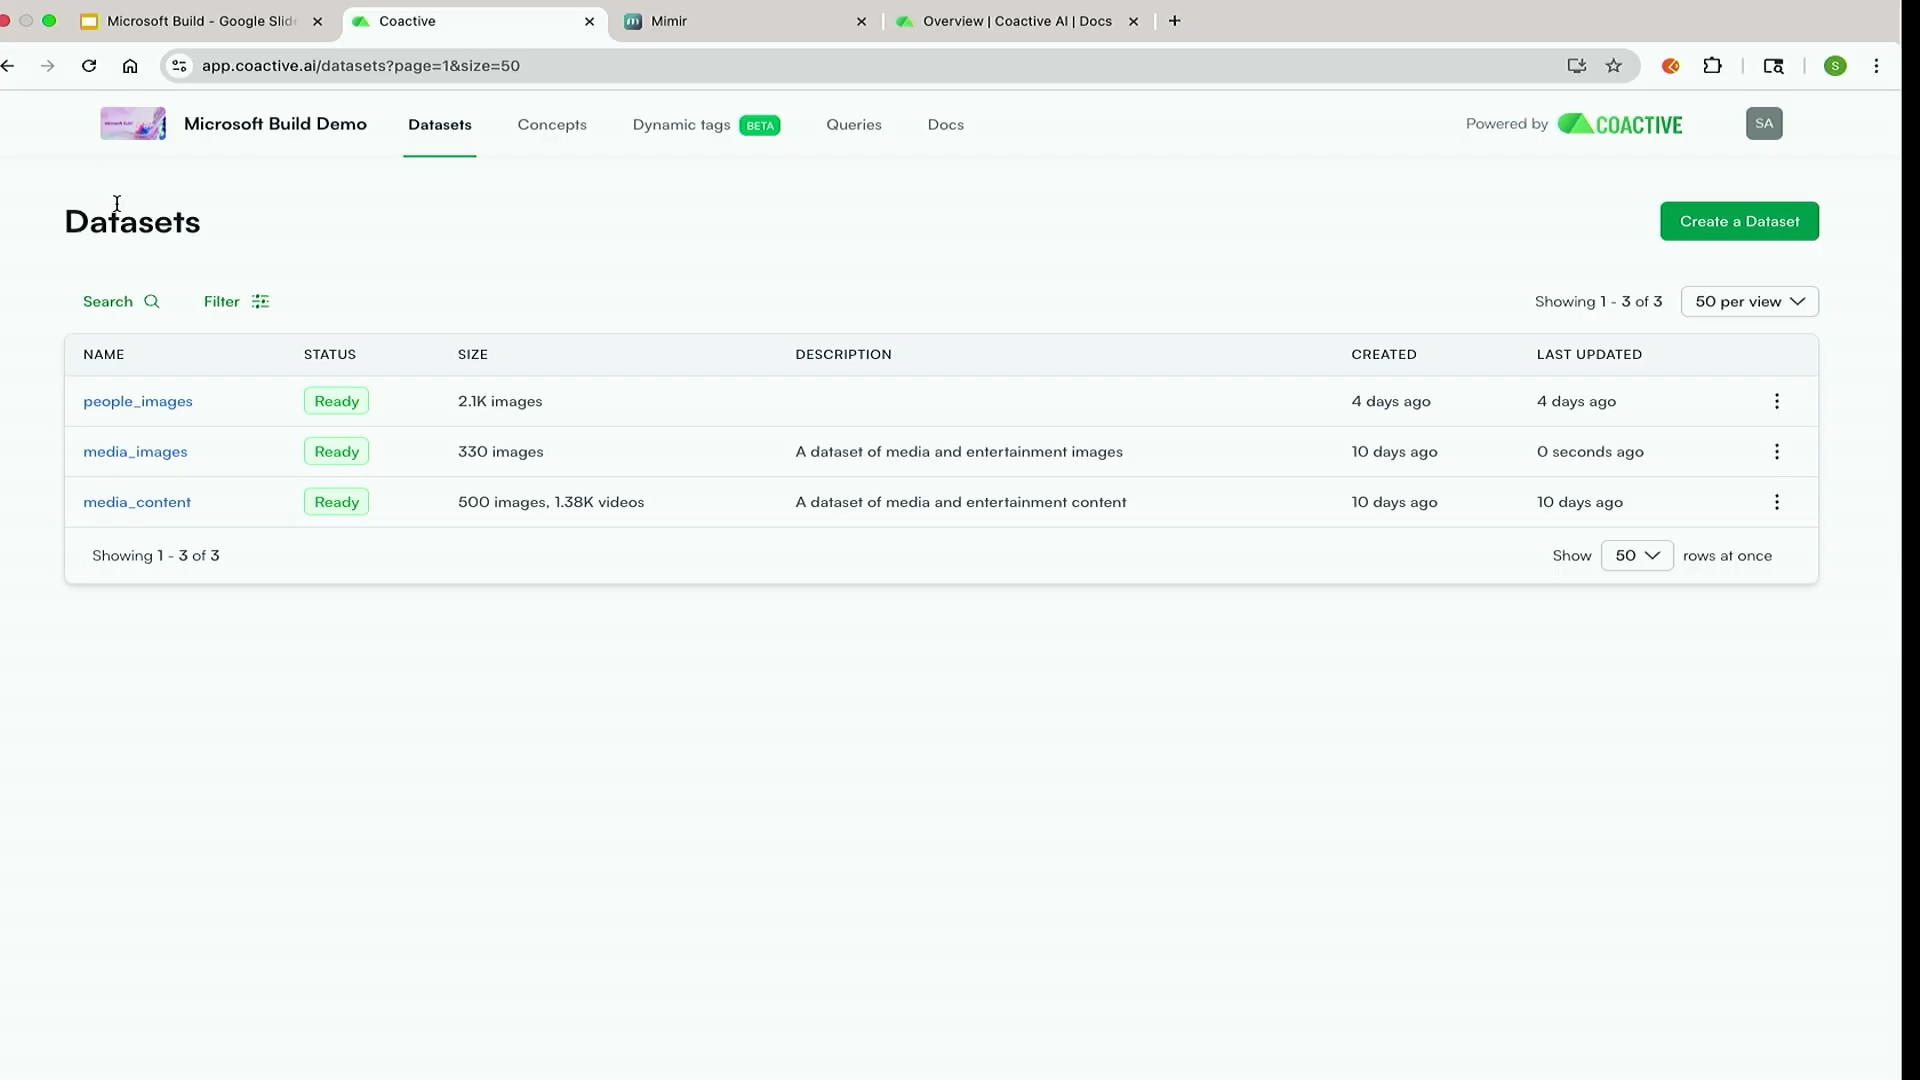 Microsoft Build - Google Slide
Coactive
Mimir
Overview | Coactive AI | Docs
app.coactive.ai/datasets?page=1&size=50
S
Microsoft Build Demo
Datasets
Concepts
Dynamic tags BETA
Queries
Docs
Powered by COACTIVE
SA
Datasets
Create a Dataset
Search
Filter
Showing 1 - 3 of 3
50 per view
NAME STATUS SIZE DESCRIPTION CREATED LAST UPDATED
people_images Ready 2.1K images 4 days ago 4 days ago
media_images Ready 330 images A dataset of media and entertainment images 10 days ago 0 seconds ago
media_content Ready 500 images, 1.38K videos A dataset of media and entertainment content 10 days ago 10 days ago
Showing 1 - 3 of 3
Show 50 rows at once